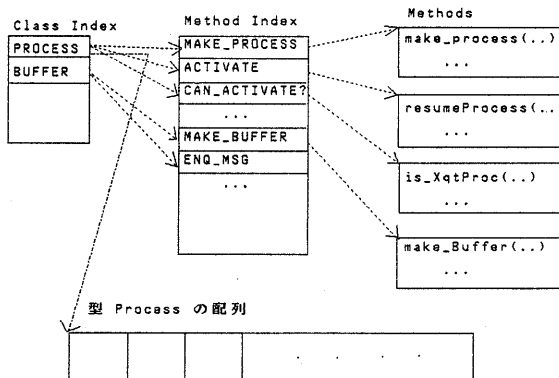 Class Index
PROCESS
BUFFER
Method Index
MAKE_PROCESS
ACTIVATE
CAN_ACTIVATE?
...
MAKE_BUFFER
ENQ_MSG
...
Methods
make_process(..)
...
resumeProcess(..
...
is_XqtProc(..)
...
make_Buffer(..)
...
型 Process の配列
. . . .